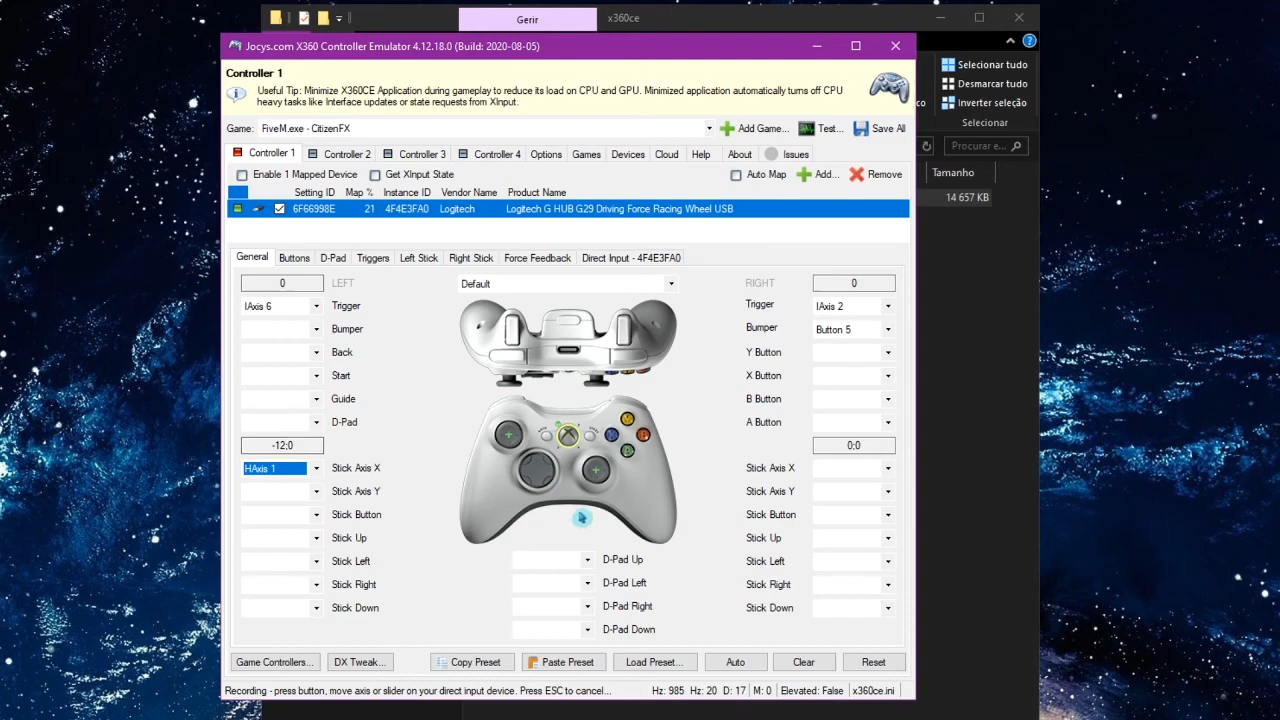 Gerir
x360ce
Jocys.com X360 Controller Emulator 4.12.18.0 (Build: 2020-08-05)
Controller 1
Useful Tip: Minimize X360CE Application during gameplay to reduce its load on CPU and GPU. Minimized application automatically turns off CPU
heavy tasks like Interface updates or state requests from XInput.
Selecionar tudo
Desmarcar tudo
co
Inverter seleção
Selecionar
Game: FiveM.exe - CitizenFX Add Game... Test... Save All
Procurar e...
Controller 1 Controller 2 Controller 3 Controller 4 Options Games Devices Cloud Help About Issues
Enable 1 Mapped Device Get XInput State Auto Map Add... Remove
Tamanho
Setting ID Map % Instance ID Vendor Name Product Name
6F66998E 21 4F4E3FA0 Logitech Logitech G HUB G29 Driving Force Racing Wheel USB
14 657 KB
General Buttons D-Pad Triggers Left Stick Right Stick Force Feedback Direct Input - 4F4E3FA0
0 LEFT Default RIGHT 0
IAxis 6 Trigger Trigger IAxis 2
Bumper Bumper Button 5
Back Y Button
Start X Button
Guide B Button
D-Pad A Button
-12;0 0;0
HAxis 1 Stick Axis X Stick Axis X
Stick Axis Y Stick Axis Y
Stick Button Stick Button
Stick Up Stick Up
D-Pad Up
Stick Left Stick Left
D-Pad Left
Stick Right Stick Right
D-Pad Right
Stick Down Stick Down
D-Pad Down
Game Controllers... DX Tweak... Copy Preset Paste Preset Load Preset... Auto Clear Reset
Recording - press button, move axis or slider on your direct input device. Press ESC to cancel... Hz: 985 Hz: 20 D: 17 M: 0 Elevated: False x360ce.ini